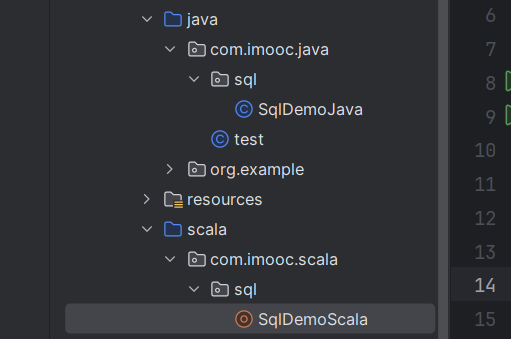 java
com.imooc.java
sql
SqlDemoJava
test
org.example
resources
scala
com.imooc.scala
sql
SqlDemoScala
6
7
8
9
10
11
12
13
14
15